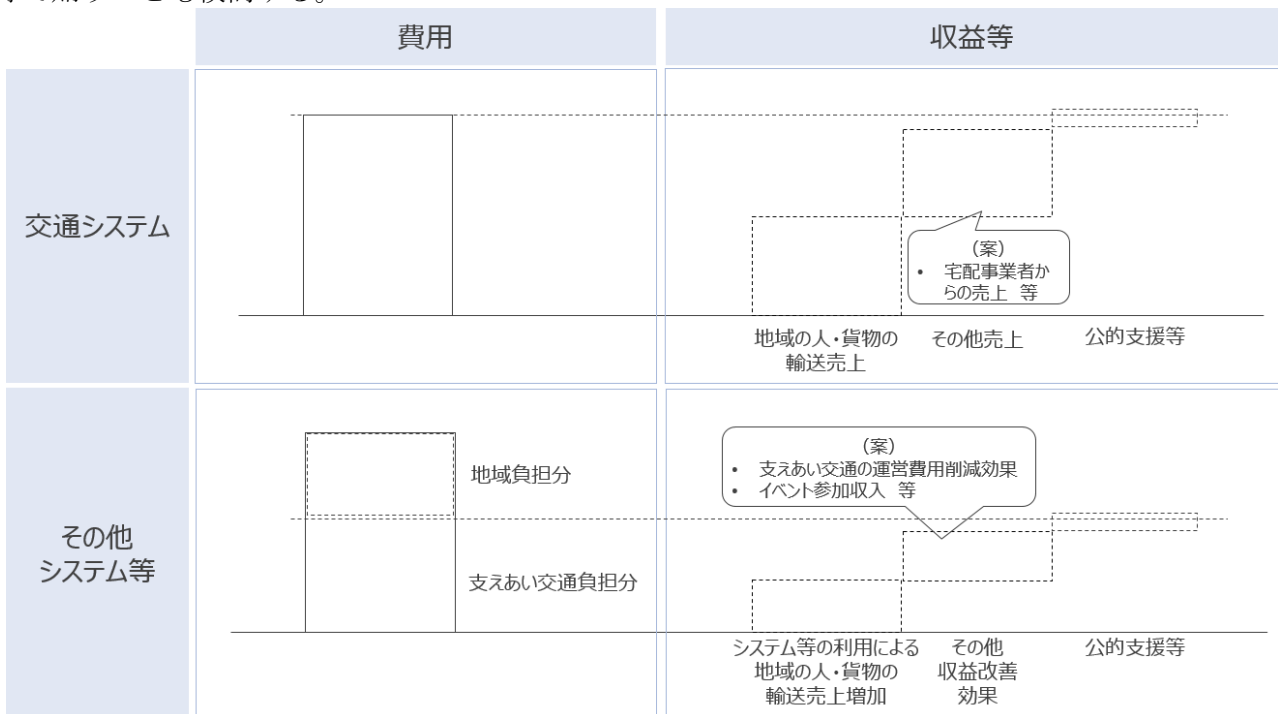 費用
収益等
交通システム
(案)
• 宅配事業者か
らの売上 等
地域の人・貨物の
輸送売上
その他売上
公的支援等
その他
システム等
地域負担分
支えあい交通負担分
(案)
• 支えあい交通の運営費用削減効果
• イベント参加収入 等
システム等の利用による
地域の人・貨物の
輸送売上増加
その他
収益改善
効果
公的支援等